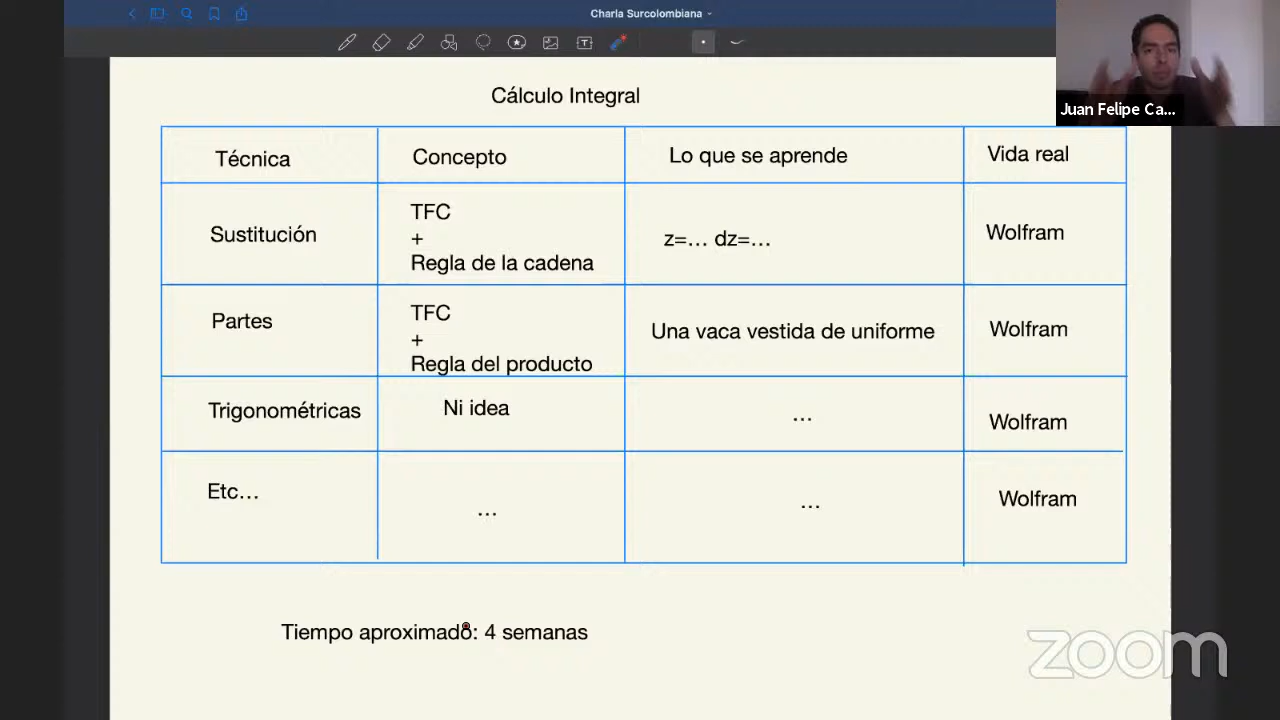 Charla Surcolombiana
Juan Felipe Ca...
Cálculo Integral
Técnica
Concepto
Lo que se aprende
Vida real
Sustitución
TFC
+
Regla de la cadena
z=... dz=...
Wolfram
Partes
TFC
+
Regla del producto
Una vaca vestida de uniforme
Wolfram
Trigonométricas
Ni idea
...
Wolfram
Etc...
...
...
Wolfram
Tiempo aproximado: 4 semanas
zoom